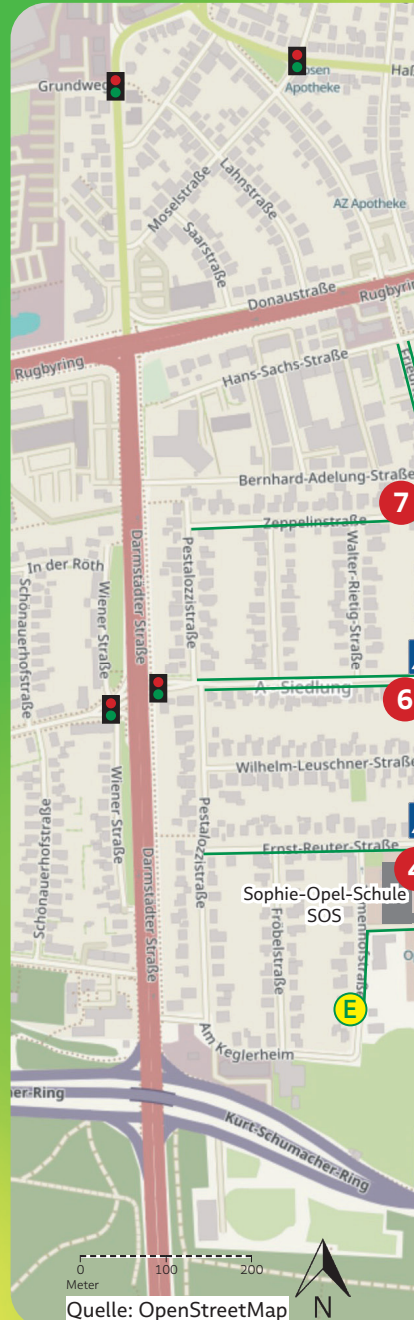 Grundweg
Apotheke
AZ Apotheke
Moselstraße
Lahnstraße
Saarstraße
Donaustraße
Rugbyring
Hans-Sachs-Straße
Bernhard-Adelung-Straße
7
Zeppelinstraße
In der Röth
Schönauerhofstraße
Wiener Straße
Darmstädter Straße
Pestalozzistraße
Walter-Rietig-Straße
Siedlung
6
Wilhelm-Leuschner-Straße
Schönauerhofstraße
Wiener Straße
Darmstädter Straße
Pestalozzistraße
Ernst-Reuter-Straße
4
Sophie-Opel-Schule
SOS
Fröbelstraße
E
Am Keglerheim
Kurt-Schumacher-Ring
0 100 200
Meter
Quelle: OpenStreetMap
N